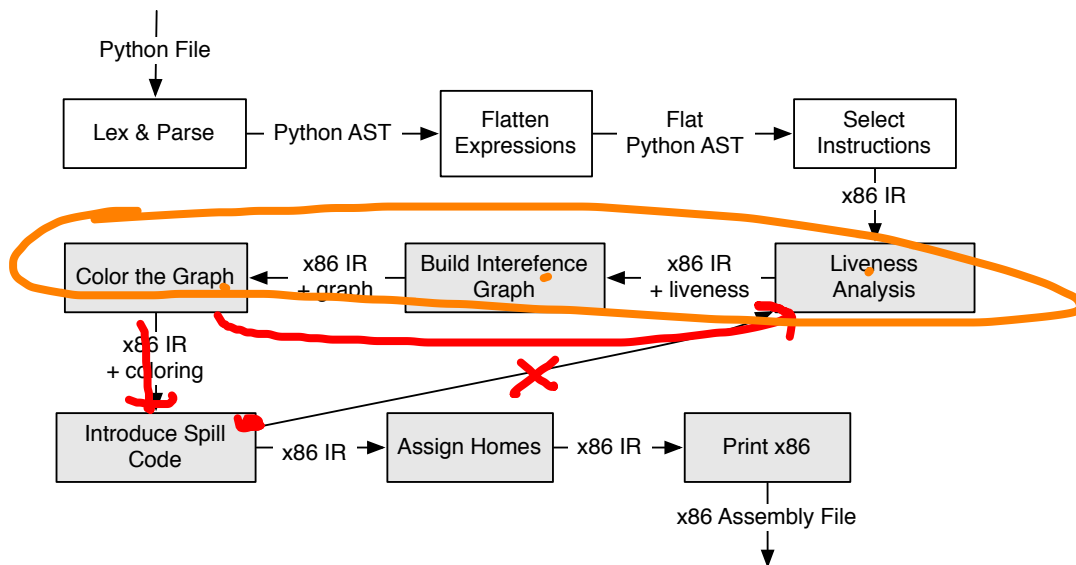 Python File
Lex & Parse
Python AST
Flatten
Expressions
Flat
Python AST
Select
Instructions
x86 IR
Color the Graph
x86 IR
+ graph
Build Interefence
Graph
x86 IR
+ liveness
Liveness
Analysis
x86 IR
+ coloring
Introduce Spill
Code
x86 IR
Assign Homes
x86 IR
Print x86
x86 Assembly File